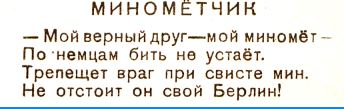 МИНОМЁТЧИК
— Мой верный друг—мой миномёт—
По немцам бить не устаёт.
Трепещет враг при свисте мин.
Не отстоит он свой Берлин!